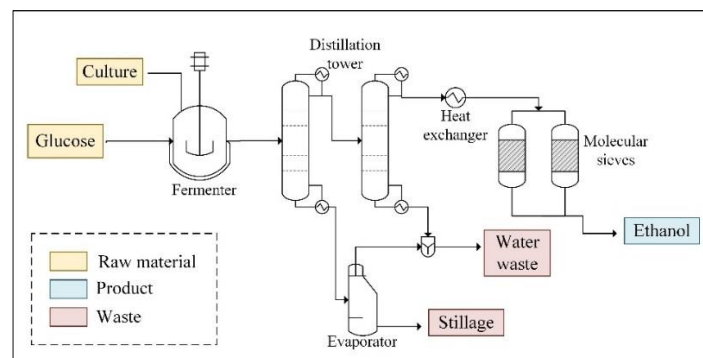 Culture
Glucose
Fermenter
Distillation
tower
Heat
exchanger
Molecular
sieves
Ethanol
Water
waste
Evaporator
Stillage
Raw material
Product
Waste